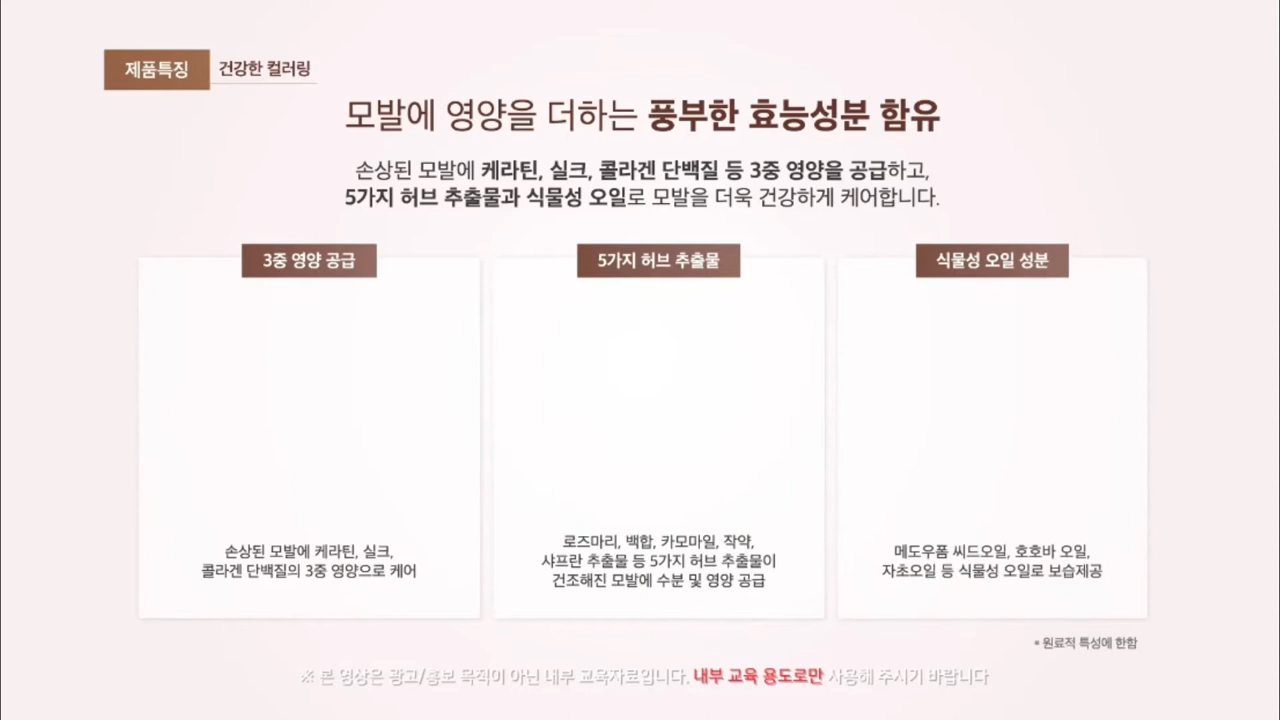 제품특징 건강한 컬러링
모발에 영양을 더하는 풍부한 효능성분 함유
손상된 모발에 케라틴, 실크, 콜라겐 단백질 등 3중 영양을 공급하고,
5가지 허브 추출물과 식물성 오일로 모발을 더욱 건강하게 케어합니다.
3중 영양 공급
손상된 모발에 케라틴, 실크,
콜라겐 단백질의 3중 영양으로 케어
5가지 허브 추출물
로즈마리, 백합, 카모마일, 작약,
샤프란 추출물 등 5가지 허브 추출물이
건조해진 모발에 수분 및 영양 공급
식물성 오일 성분
메도우폼 씨드오일, 호호바 오일,
자초오일 등 식물성 오일로 보습제공
* 원료적 특성에 한함
※ 본 영상은 광고/홍보 목적이 아닌 내부 교육자료입니다. 내부 교육 용도로만 사용해 주시기 바랍니다